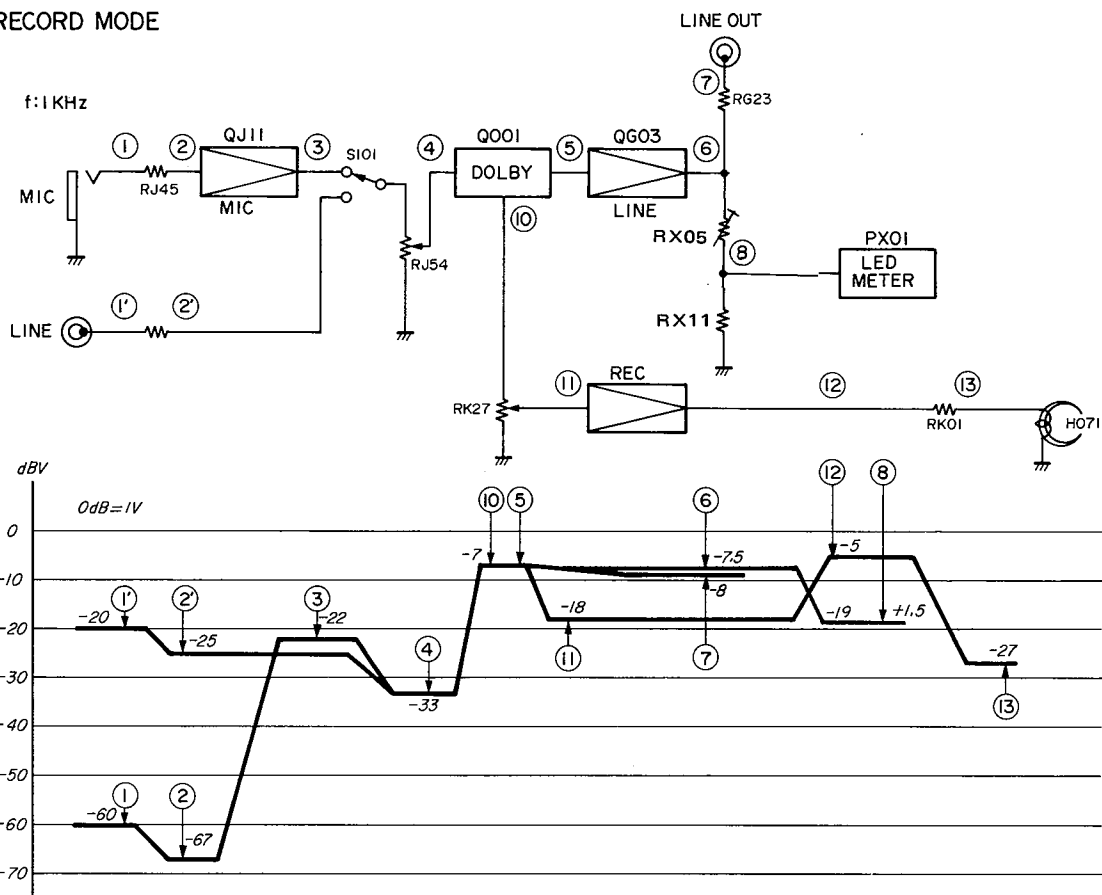 RECORD MODE
LINE OUT
f:1KHz
⑦
RG23
① ② QJ11 ③ S101 ④ Q001 ⑤ QG03 ⑥
MIC RJ45 MIC DOLBY LINE
⑩
RJ54
RX05
⑧
PX01
LED
METER
①' ②'
LINE
RX11
REC
RK27 ⑪ ⑫ ⑬
RK01 H071
dBV
0dB=1V
⑩ ⑤ ⑥ ⑫ ⑧
0
-7 -7.5 -5
-10
-8
①' ②' ③
-20 -22 -18 -19 +1.5
-20
-25 ④ ⑪ ⑦ -27
-30
-33 ⑬
-40
-50
① ②
-60
-60
-67
-70